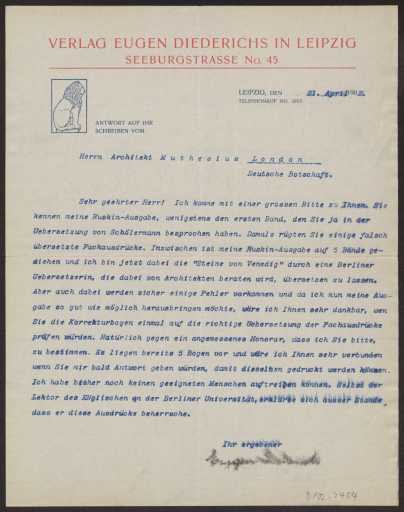 VERLAG EUGEN DIEDERICHS IN LEIPZIG
SEEBURGSTRASSE No. 45
LEIPZIG, DEN 21. April 190
TELEPHONRUF NO.
ANTWORT AUF IHR
SCHREIBEN VOM
Herrn Architekt Muthesius London
Deutsche Botschaft.
Sehr geehrter Herr! Ich komme mit einer grossen Bitte zu Ihnen. Sie
kennen meine Ruskin-Ausgabe, wenigstens den ersten Band, den Sie ja in der
Uebersetzung von Schölermann besprochen haben. Damals rügten Sie einige falsch
übersetzte Fachausdrücke. Inzwischen ist meine Ruskin-Ausgabe auf 5 Bände ge-
diehen und ich bin jetzt dabei die "Steine von Venedig" durch eine Berliner
Uebersetzerin, die dabei von Architekten beraten wird, übersetzen zu lassen.
Aber auch dabei werden sicher einige Fehler vorkommen und da ich nun meine Aus-
gabe so gut wie möglich herausbringen möchte, wäre ich Ihnen sehr dankbar, wen
Sie die Korrekturbogen einmal auf die richtige Uebersetzung der Fachausdrücke
prüfen würden. Natürlich gegen ein angemessenes Honorar, dass ich Sie bitte,
zu bestimmen. Es liegen bereits 5 Bogen vor und wäre ich Ihnen sehr verbunden
wenn Sie mir bald Antwort geben würden, damit dieselben gedruckt werden können.
Ich habe bisher noch keinen geeigneten Menschen auftreiben können. Selbst der
Lektor des Englischen an der Berliner Universität, erklärte sich ausser Stande,
dass er diese Ausdrücke beherrsche.
Ihr ergebener
Eugen Diederichs